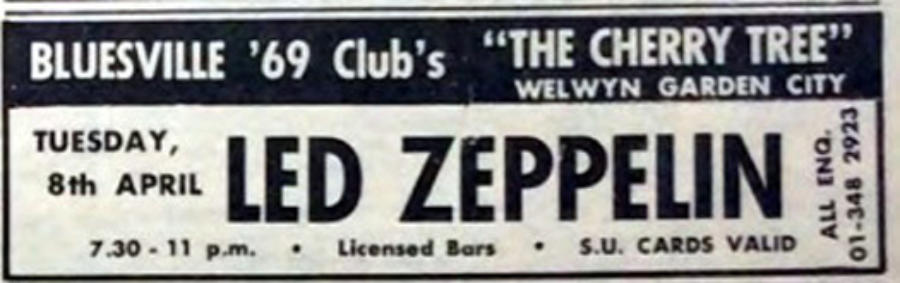 BLUESVILLE '69 Club's "THE CHERRY TREE"
WELWYN GARDEN CITY
TUESDAY,
8th APRIL
LED ZEPPELIN
7.30 - 11 p.m. • Licensed Bars • S.U. CARDS VALID
ALL ENQ.
01-348 2923